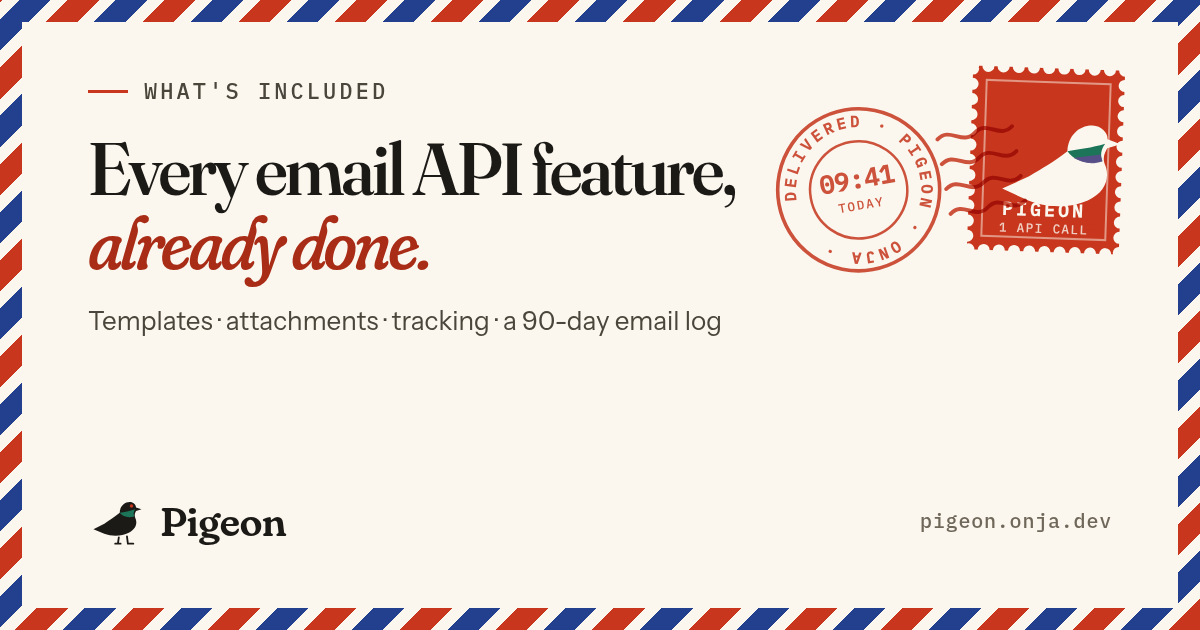 WHAT'S INCLUDED
Every email API feature,
already done.
Templates · attachments · tracking · a 90-day email log
DELIVERED · PIGEON · ONJA ·
09:41
TODAY
PIGEON
1 API CALL
Pigeon
pigeon.onja.dev